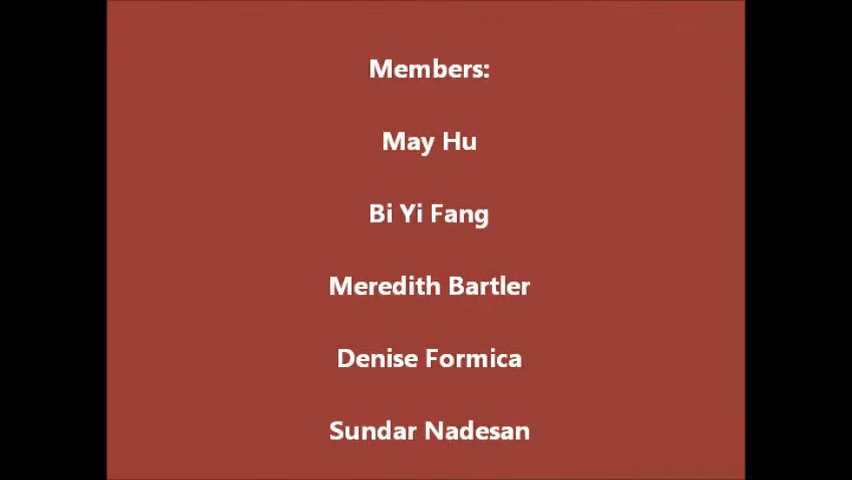 Members:
May Hu
Bi Yi Fang
Meredith Bartler
Denise Formica
Sundar Nadesan